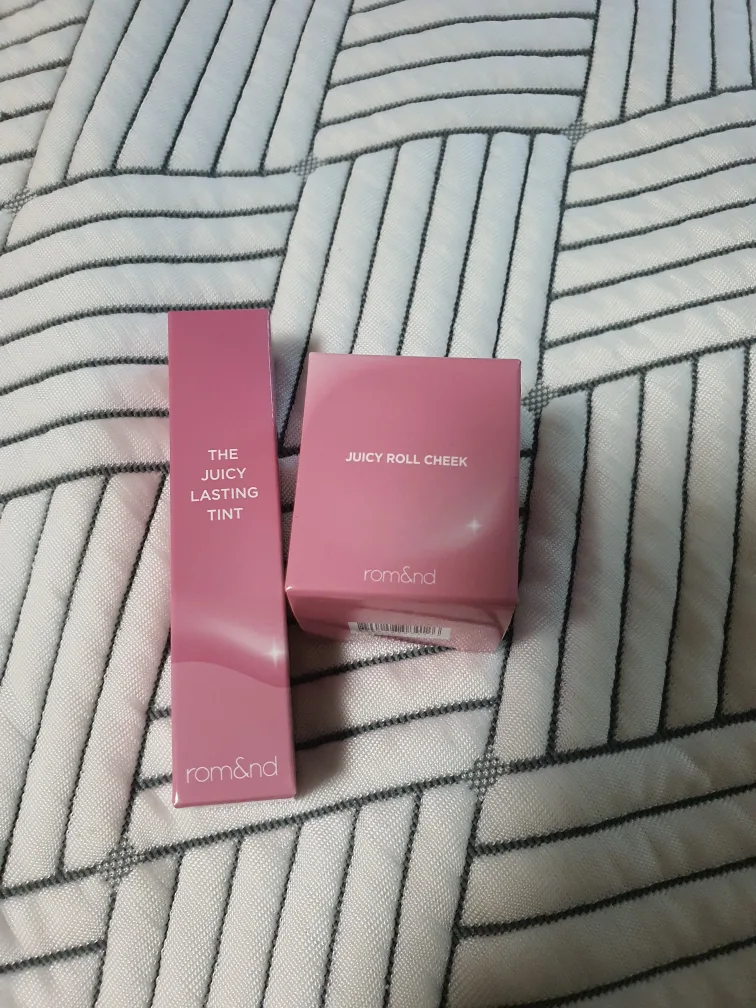 THE
JUICY
LASTING
TINT
rom&nd
JUICY ROLL CHEEK
rom&nd